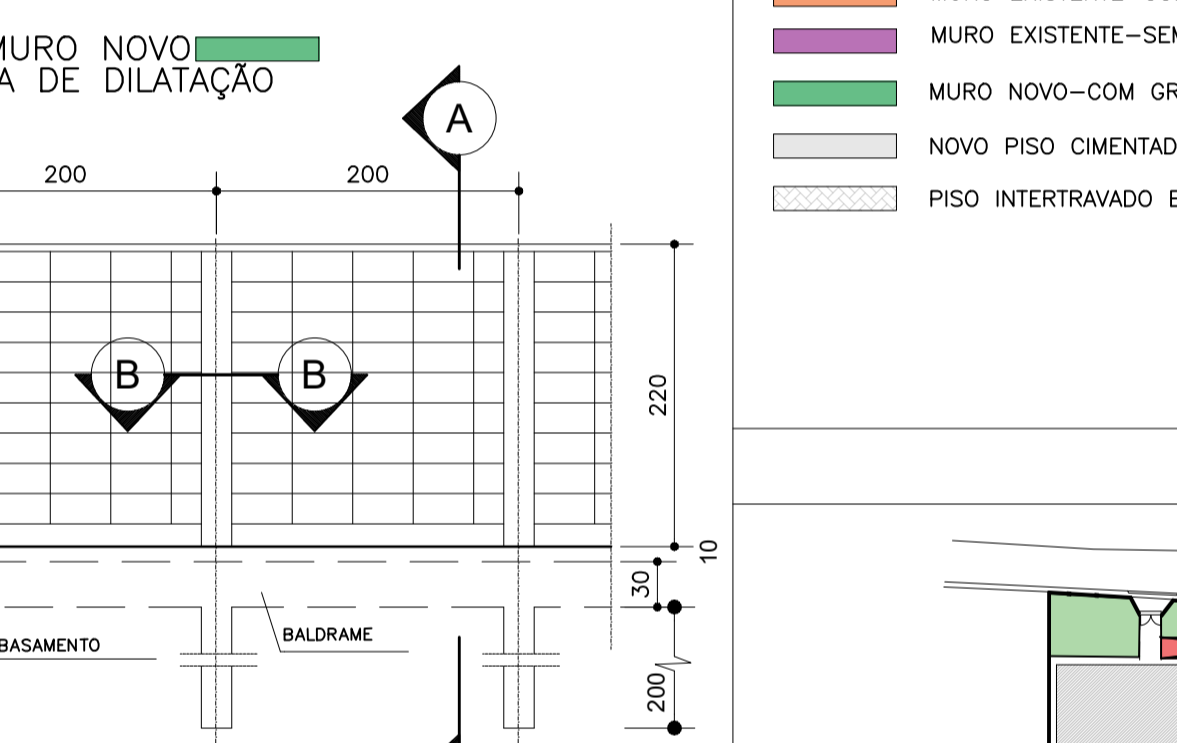 MURO NOVO
DE DILATAÇÃO
A
200
200
B
B
220
10
30
BASAMENTO
BALDRAME
200
MURO EXISTENTE-SEM
MURO NOVO-COM GR
NOVO PISO CIMENTAD
PISO INTERTRAVADO E